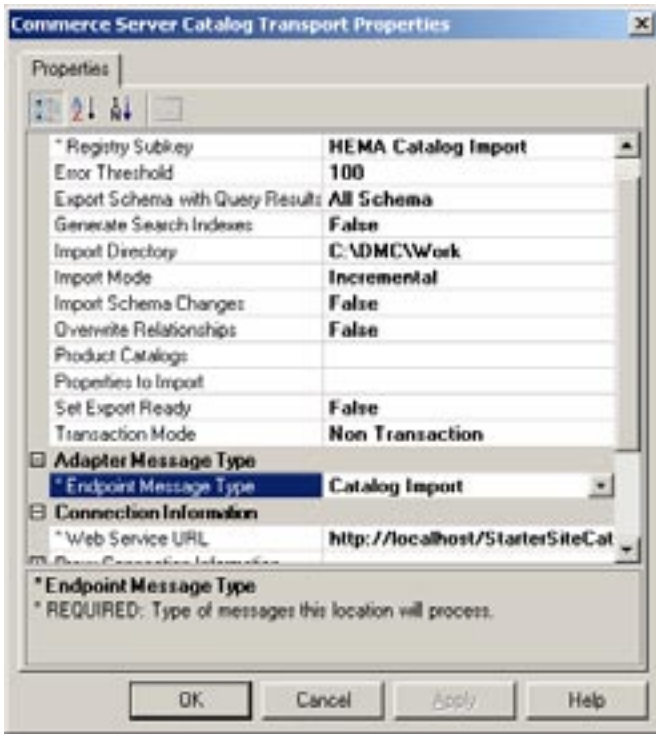 Commerce Server Catalog Transport Properties
Properties
* Registry Subkey HEMA Catalog Import
Error Threshold 100
Export Schema with Query Results All Schema
Generate Search Indexes False
Import Directory C:\DMC\Work
Import Mode Incremental
Import Schema Changes False
Overwrite Relationships False
Product Catalogs
Properties to Import
Set Export Ready False
Transaction Mode Non Transaction
Adapter Message Type
* Endpoint Message Type Catalog Import
Connection Information
* Web Service URL http://localhost/StarterSiteCat
Proxy Connection Information
* Endpoint Message Type
* REQUIRED: Type of messages this location will process.
OK Cancel Apply Help